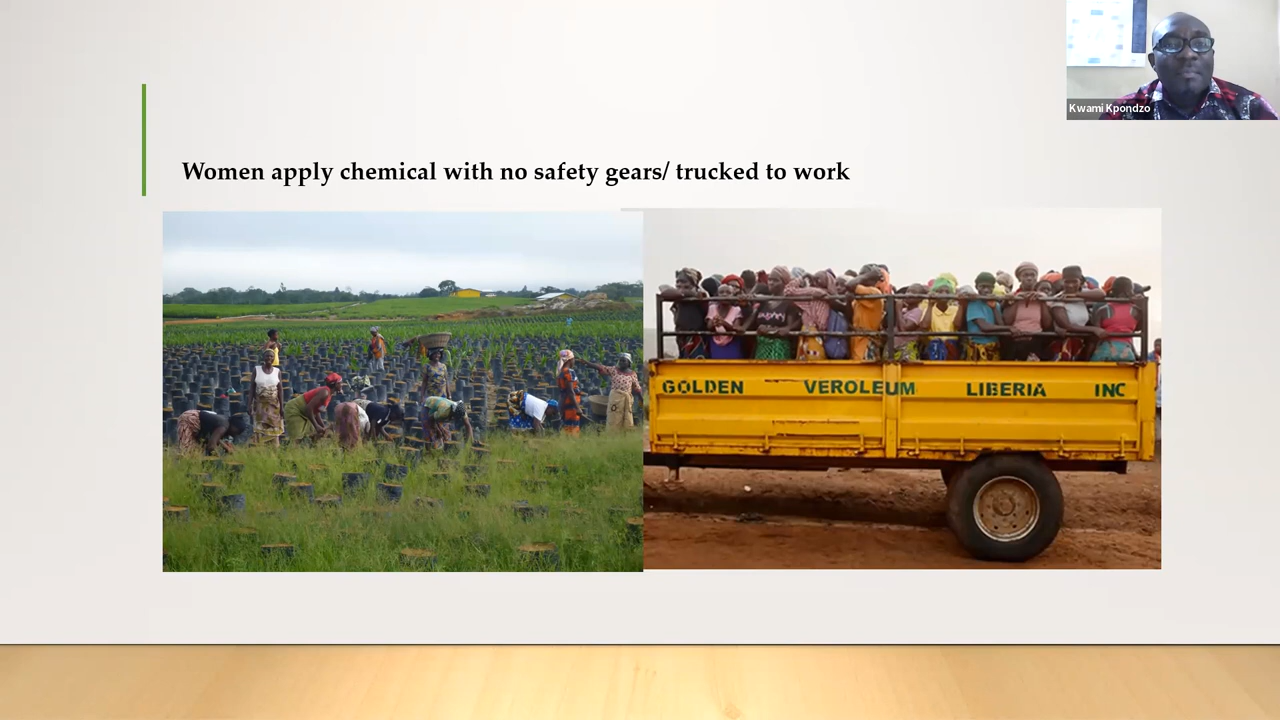 Kwami Kpondzo
Women apply chemical with no safety gears/ trucked to work
GOLDEN VEROLEUM LIBERIA INC